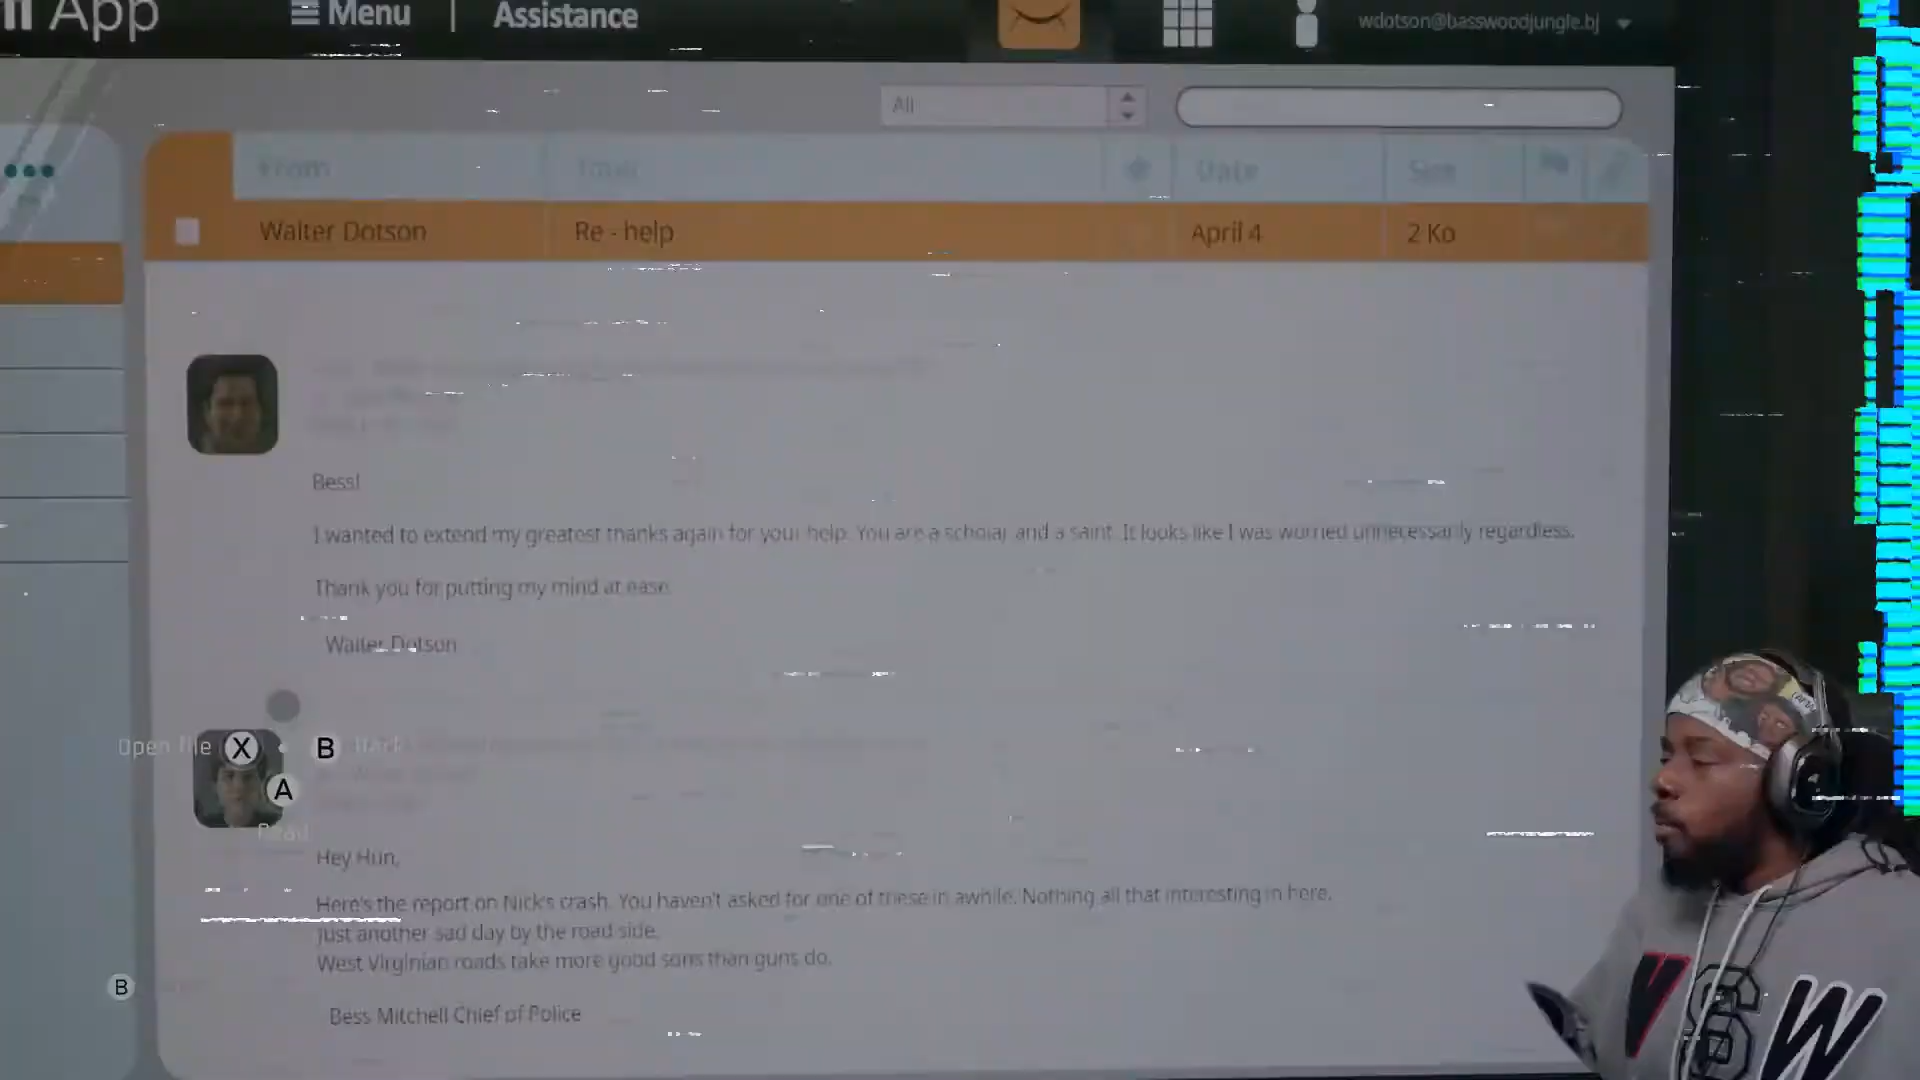 App
Menu
Assistance
wdotson@basswoodjungle.bj
All
From
Date
Size
Walter Dotson
Re - help
April 4
2 Ko
Bess!
I wanted to extend my greatest thanks again for your help. You are a scholar and a saint. It looks like I was worried unnecessarily regardless.
Thank you for putting my mind at ease.
Walter Dotson
Open file X
B Back
A
Read
Hey Hun,
Here's the report on Nick's crash. You haven't asked for one of these in awhile. Nothing all that interesting in here.
Just another sad day by the road side.
West Virginian roads take more good sons than guns do.
B
Bess Mitchell Chief of Police
V S W